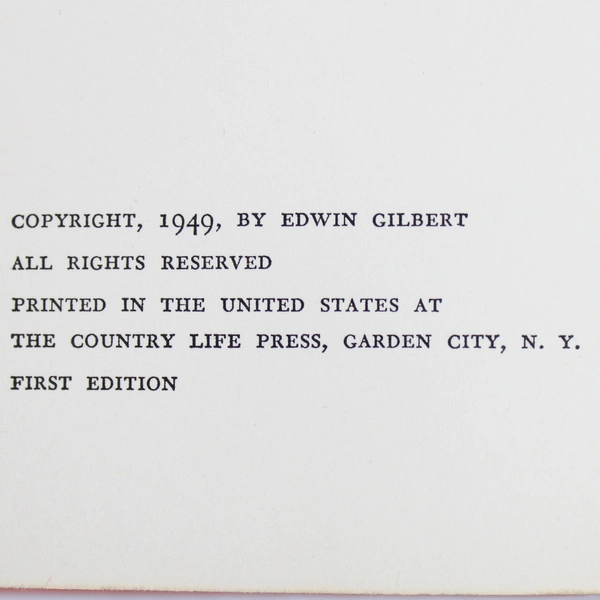 COPYRIGHT, 1949, BY EDWIN GILBERT
ALL RIGHTS RESERVED
PRINTED IN THE UNITED STATES AT
THE COUNTRY LIFE PRESS, GARDEN CITY, N. Y.
FIRST EDITION